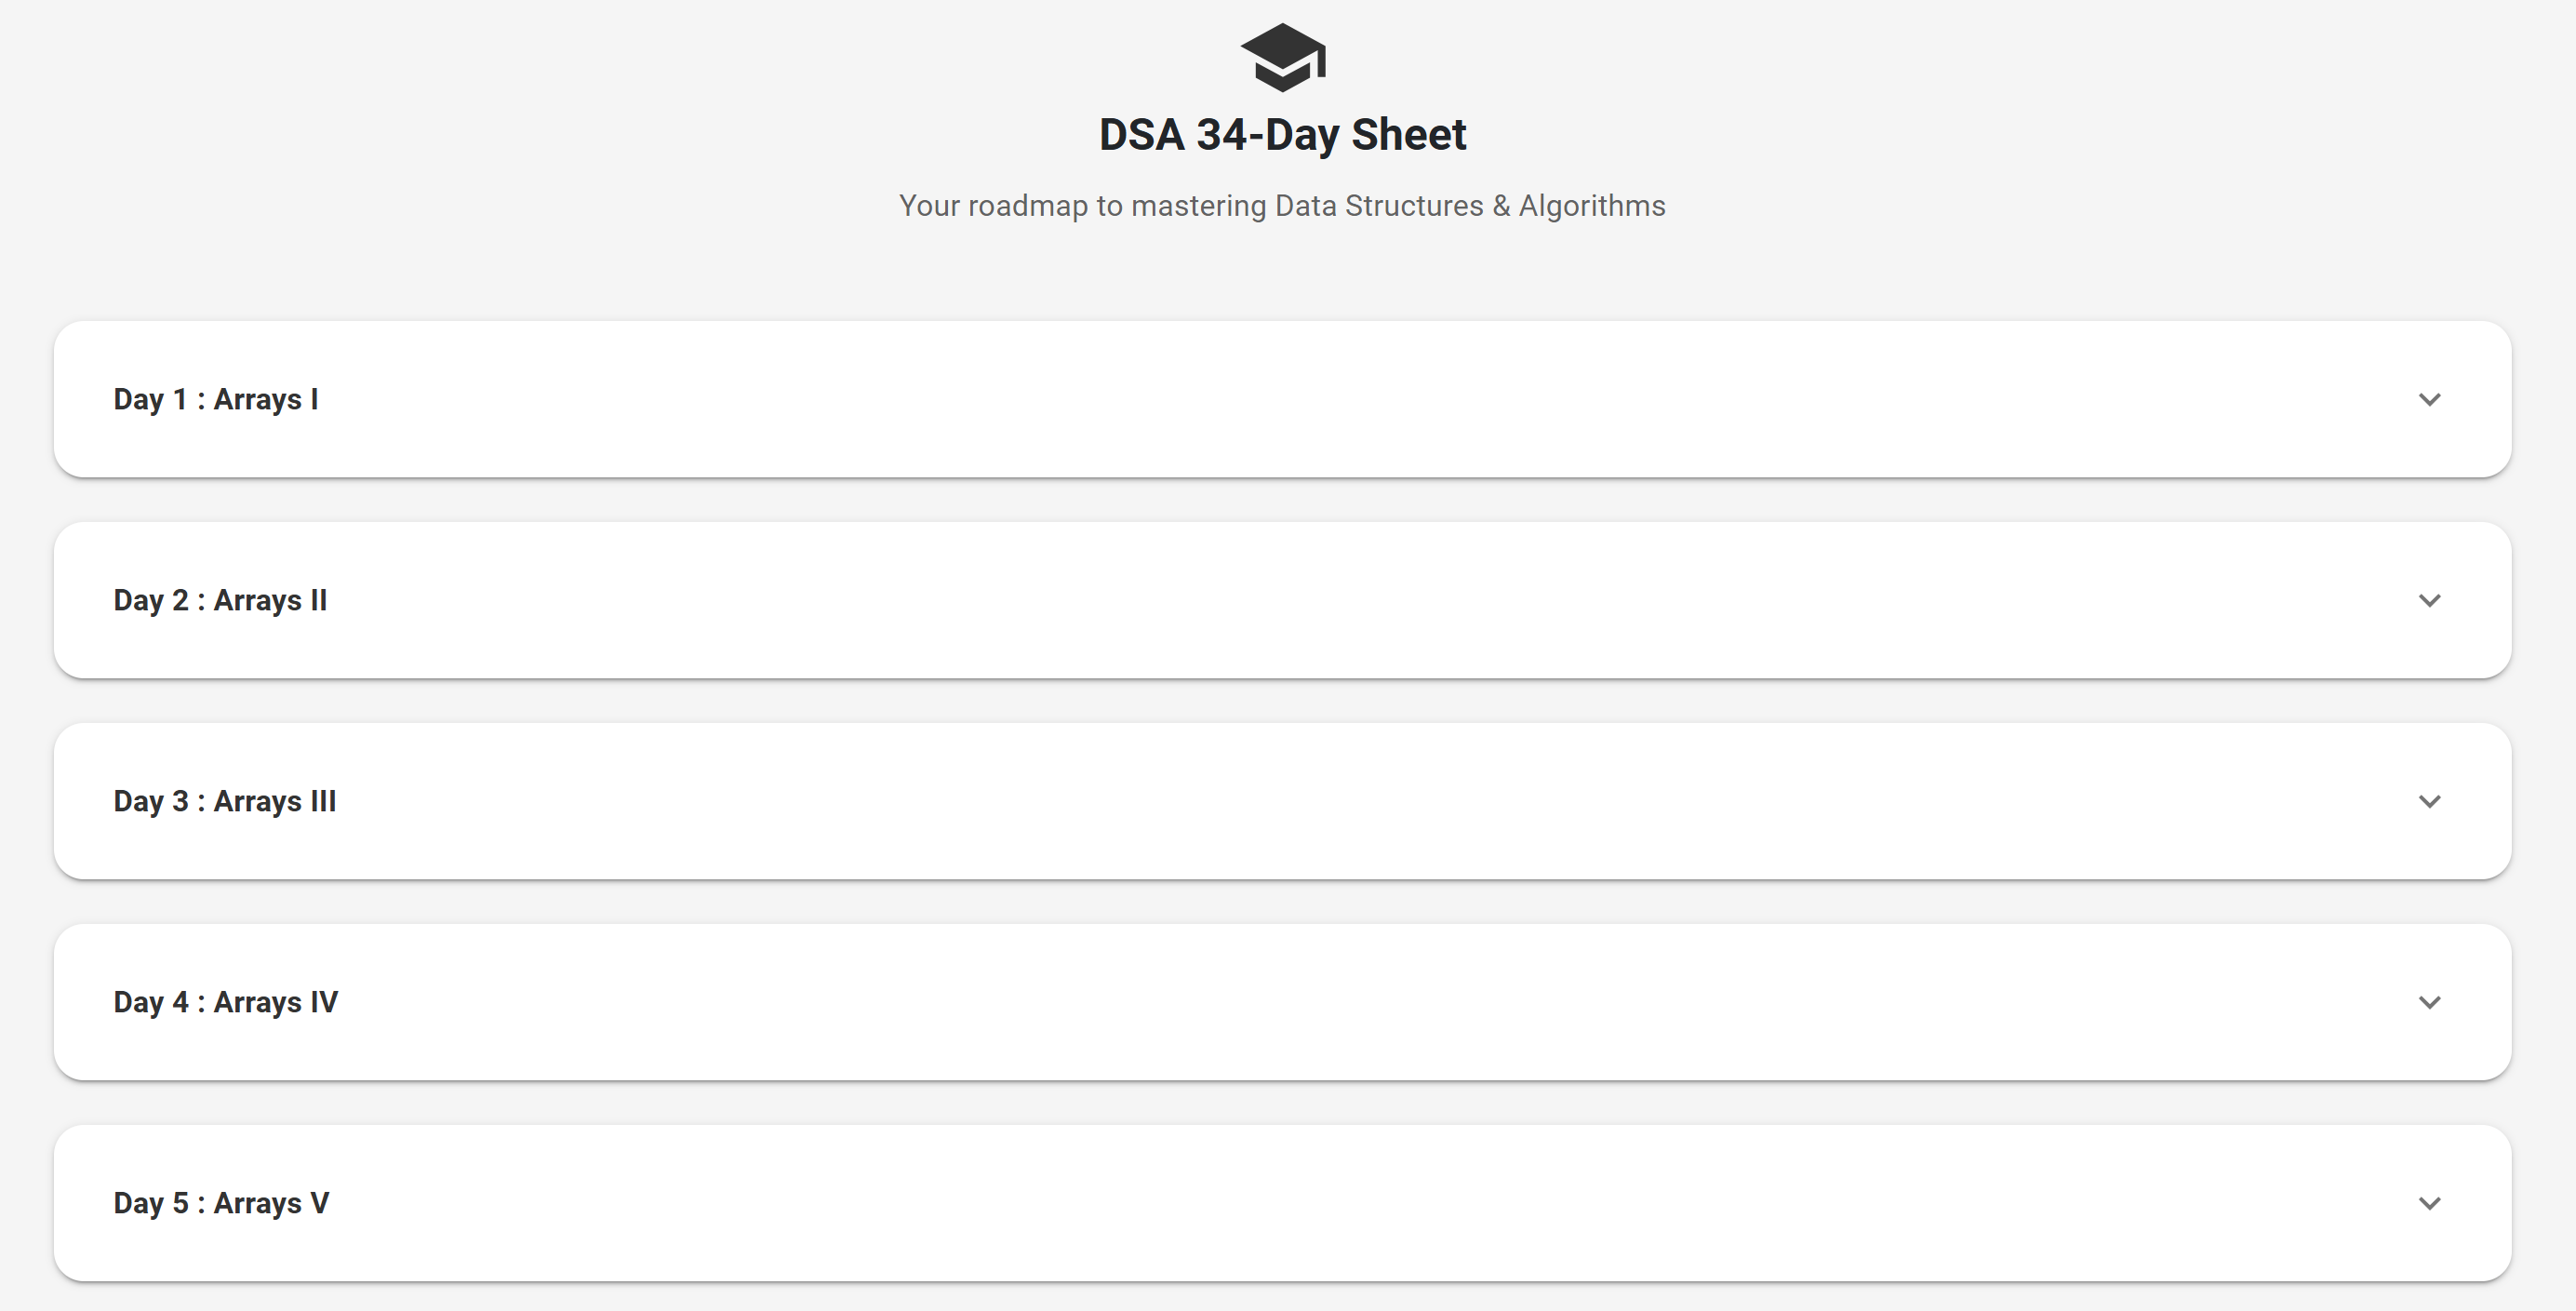 DSA 34-Day Sheet
Your roadmap to mastering Data Structures & Algorithms
Day 1 : Arrays I
Day 2 : Arrays II
Day 3 : Arrays III
Day 4 : Arrays IV
Day 5 : Arrays V